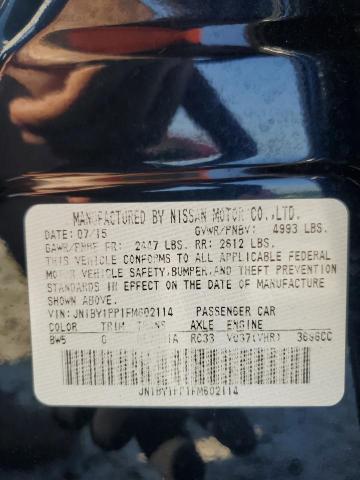 MANUFACTURED BY NISSAN MOTOR CO.,LTD.
DATE: 07/15 GVWR/PNBV: 4993 LBS.
GAWR/PNBE FR: 2447 LBS. RR: 2612 LBS.
THIS VEHICLE CONFORMS TO ALL APPLICABLE FEDERAL
MOTOR VEHICLE SAFETY,BUMPER,AND THEFT PREVENTION
STANDARDS IN EFFECT ON THE DATE OF MANUFACTURE
SHOWN ABOVE.
VIN: JN1BY1PP1FM602114 PASSENGER CAR
COLOR TRIM AXLE ENGINE
BW5 RC33 VQ37(VHR) 3696CC
JN1BY1PP1FM602114